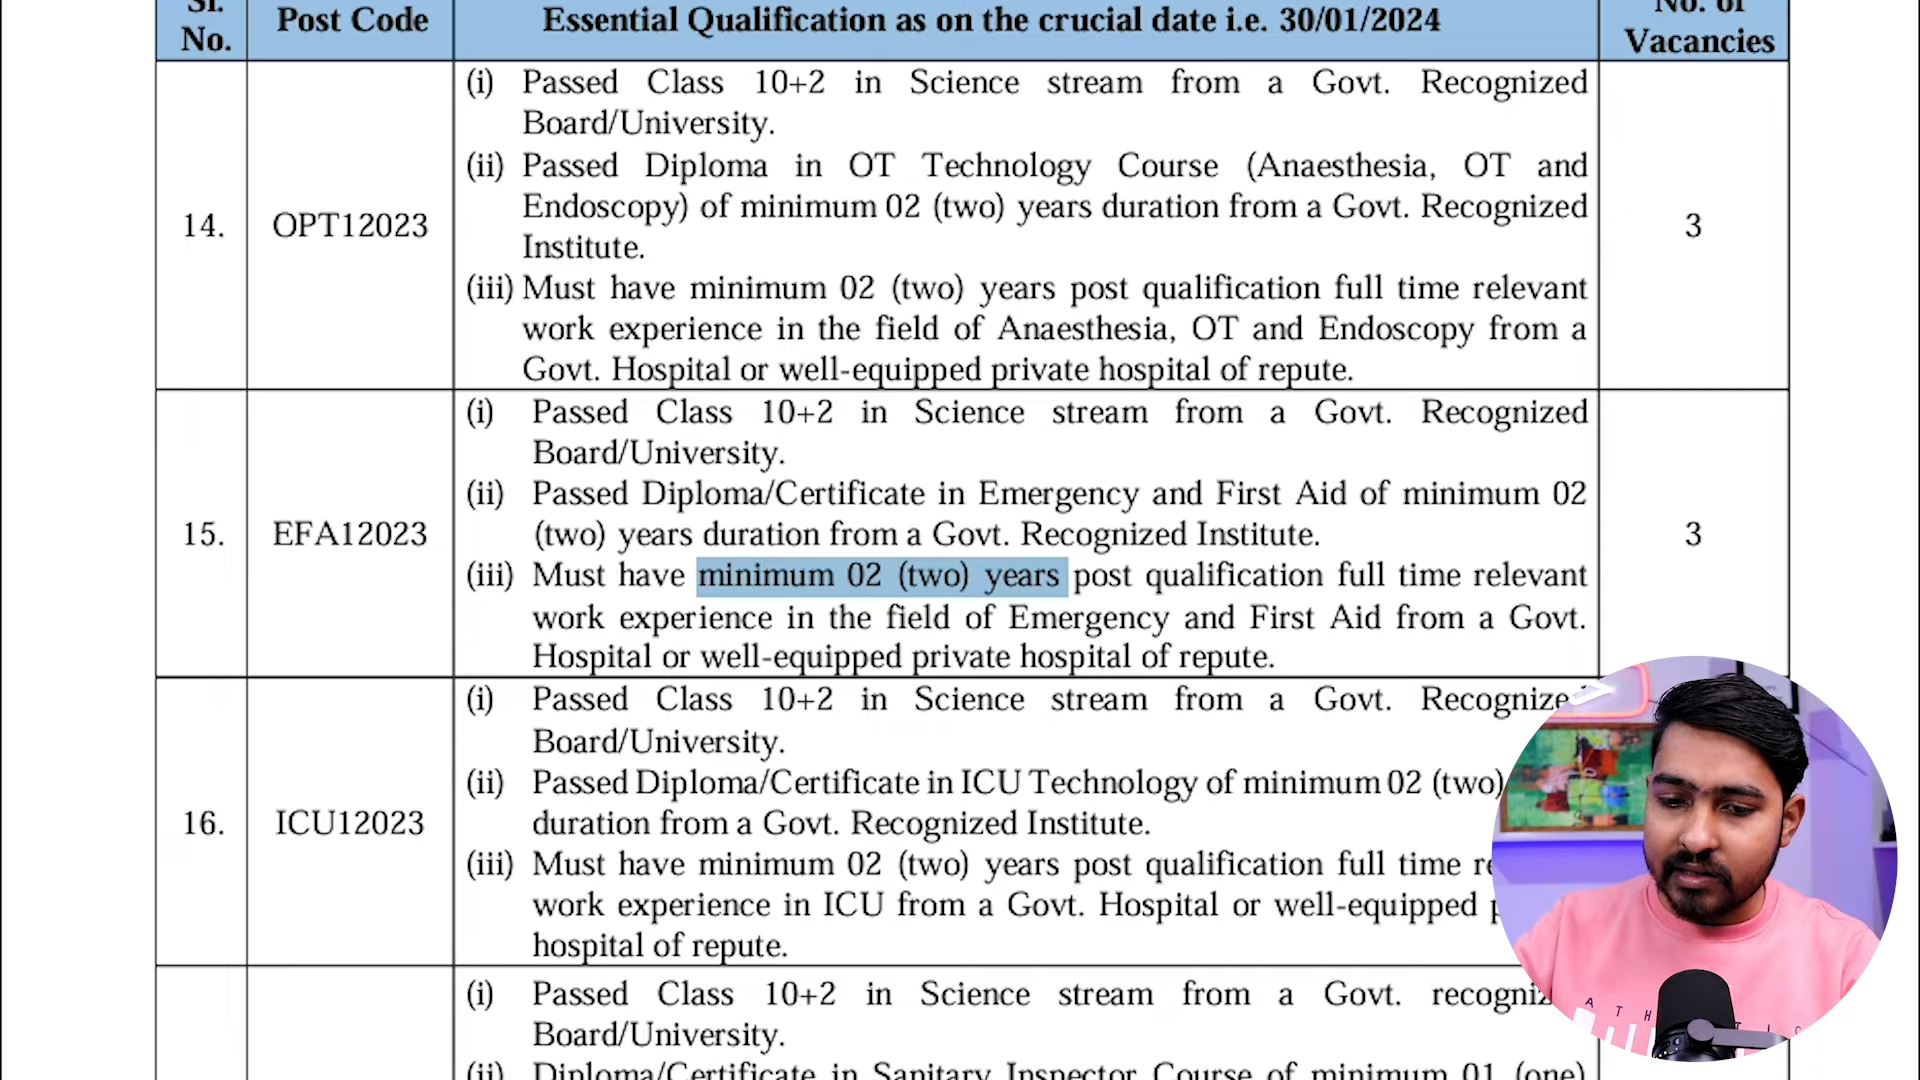 Sl. No.
Post Code
Essential Qualification as on the crucial date i.e. 30/01/2024
No. of Vacancies
14.
OPT12023
(i) Passed Class 10+2 in Science stream from a Govt. Recognized
Board/University.
(ii) Passed Diploma in OT Technology Course (Anaesthesia, OT and
Endoscopy) of minimum 02 (two) years duration from a Govt. Recognized
Institute.
(iii) Must have minimum 02 (two) years post qualification full time relevant
work experience in the field of Anaesthesia, OT and Endoscopy from a
Govt. Hospital or well-equipped private hospital of repute.
3
15.
EFA12023
(i) Passed Class 10+2 in Science stream from a Govt. Recognized
Board/University.
(ii) Passed Diploma/Certificate in Emergency and First Aid of minimum 02
(two) years duration from a Govt. Recognized Institute.
(iii) Must have minimum 02 (two) years post qualification full time relevant
work experience in the field of Emergency and First Aid from a Govt.
Hospital or well-equipped private hospital of repute.
3
16.
ICU12023
(i) Passed Class 10+2 in Science stream from a Govt.
Board/University.
(ii) Passed Diploma/Certificate in ICU Technology of minimum 02 (two)
duration from a Govt. Recognized Institute.
(iii) Must have minimum 02 (two) years post qualification full time
work experience in ICU from a Govt. Hospital or well-equipped
hospital of repute.
(i) Passed Class 10+2 in Science stream from a Govt.
Board/University.
(ii) Diploma/Certificate in Sanitary Inspector Course of minimum 01 (one)